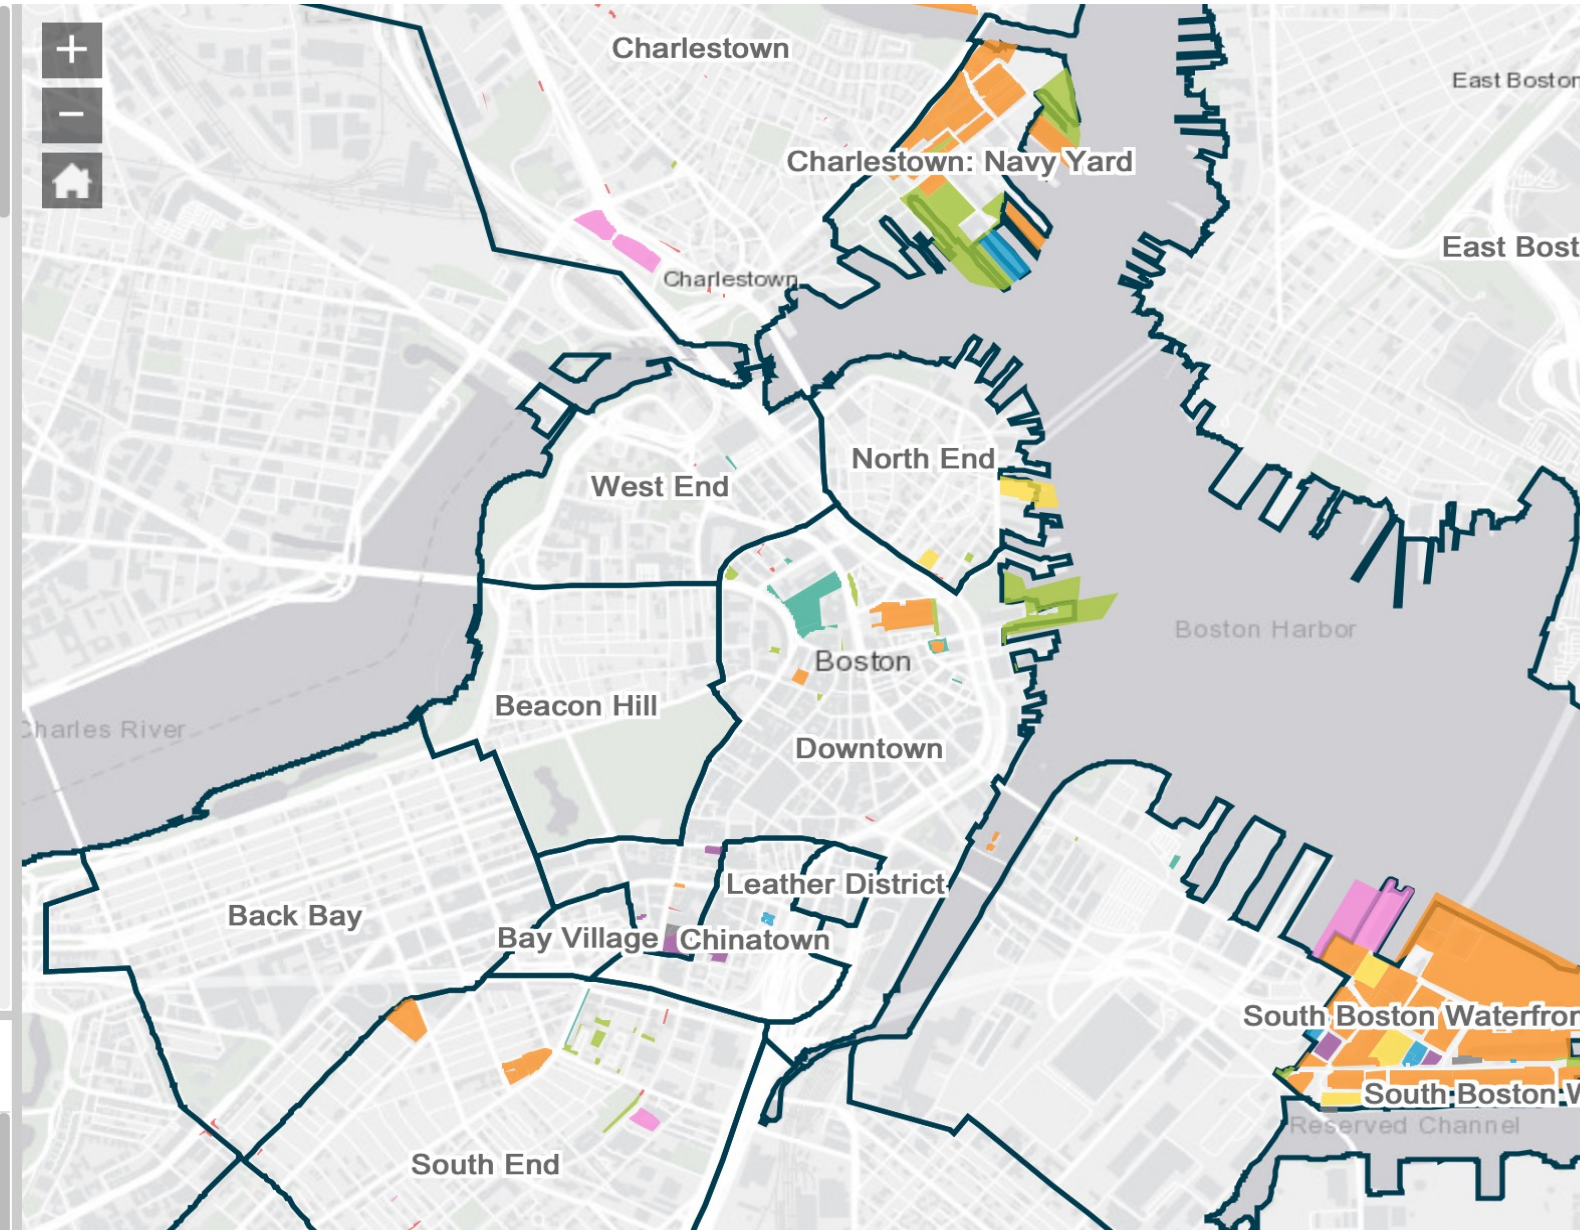 +
Charlestown
−
East Boston
Charlestown: Navy Yard
East Bost
Charlestown
North End
West End
Boston Harbor
Boston
Beacon Hill
Charles River
Downtown
Leather District
Back Bay
Bay Village
Chinatown
South Boston Waterfron
South Boston W
Reserved Channel
South End